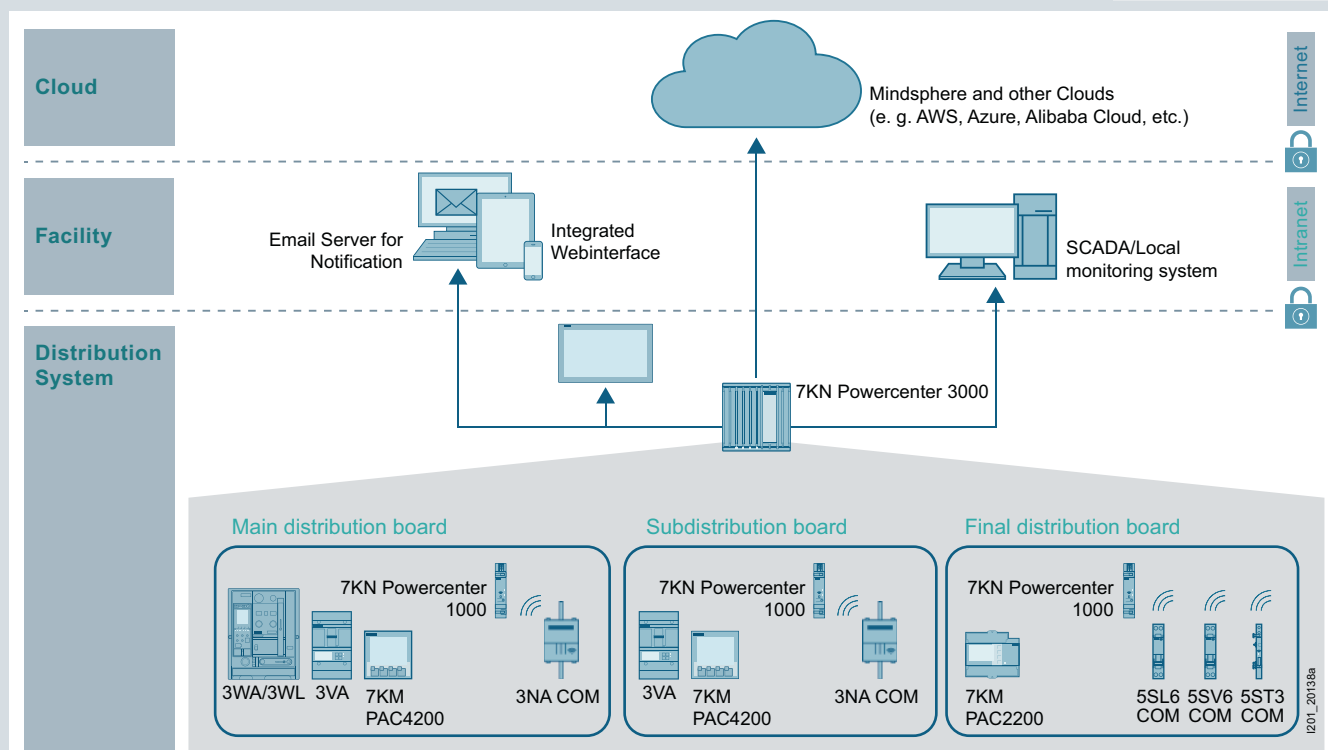 Cloud
Mindsphere and other Clouds
(e. g. AWS, Azure, Alibaba Cloud, etc.)
Internet
Facility
Email Server for
Notification
Integrated
Webinterface
SCADA/Local
monitoring system
Intranet
Distribution
System
7KN Powercenter 3000
Main distribution board
7KN Powercenter
1000
3WA/3WL
3VA
7KM
PAC4200
3NA COM
Subdistribution board
7KN Powercenter
1000
3VA
7KM
PAC4200
3NA COM
Final distribution board
7KN Powercenter
1000
7KM
PAC2200
5SL6
COM
5SV6
COM
5ST3
COM
I201_20138a